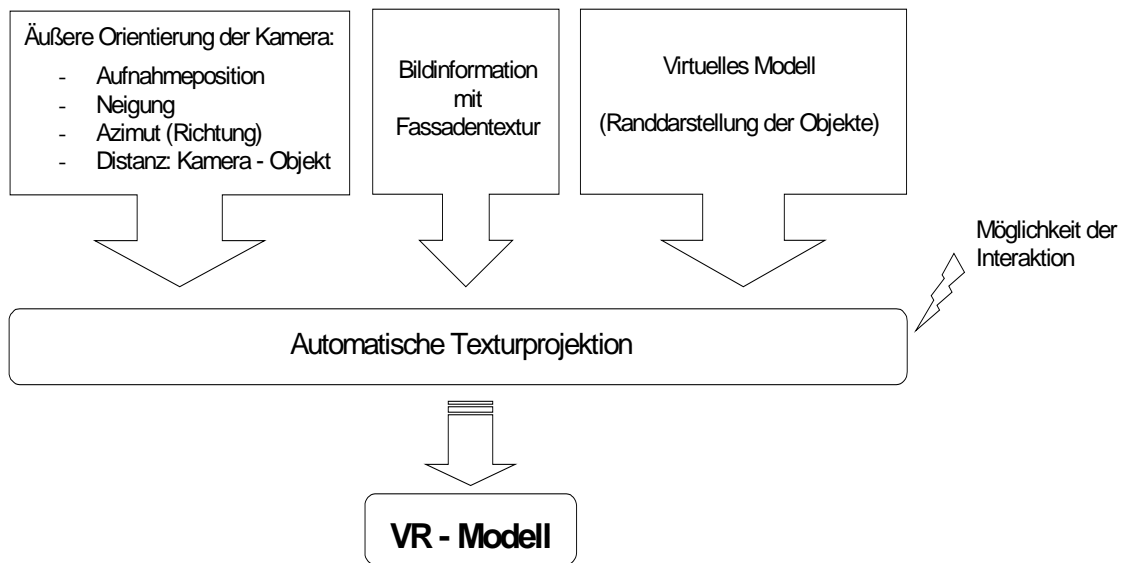 Äußere Orientierung der Kamera:
- Aufnahmeposition
- Neigung
- Azimut (Richtung)
- Distanz: Kamera - Objekt
Bildinformation
mit
Fassadentextur
Virtuelles Modell
(Randdarstellung der Objekte)
Möglichkeit der
Interaktion
Automatische Texturprojektion
VR - Modell